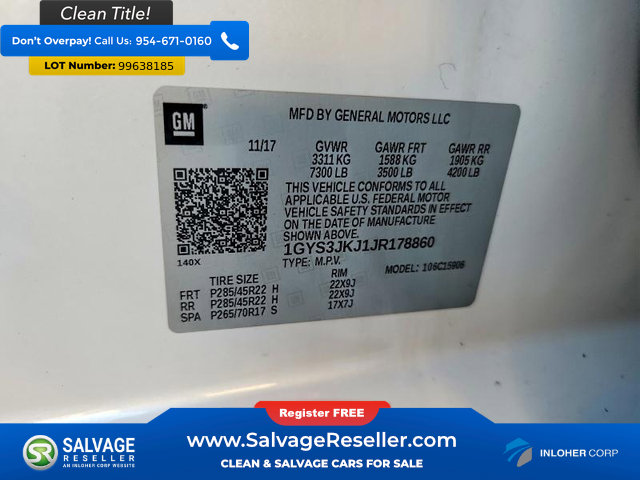 Clean Title!
Don't Overpay! Call Us: 954-671-0160
LOT Number: 99638185
GM
MFD BY GENERAL MOTORS LLC
11/17 GVWR GAWR FRT GAWR RR
3311 KG 1588 KG 1905 KG
7300 LB 3500 LB 4200 LB
THIS VEHICLE CONFORMS TO ALL
APPLICABLE U.S. FEDERAL MOTOR
VEHICLE SAFETY STANDARDS IN EFFECT
ON THE DATE OF MANUFACTURE
SHOWN ABOVE.
1GYS3JKJ1JR178860
140X
TYPE: M.P.V. MODEL: 106C15906
TIRE SIZE RIM
FRT P285/45R22 H 22X9J
RR P285/45R22 H 22X9J
SPA P265/70R17 S 17X7J
Register FREE
SR
SALVAGE
RESELLER
AN INLOHER CORP WEBSITE
www.SalvageReseller.com
CLEAN & SALVAGE CARS FOR SALE
INLOHER CORP